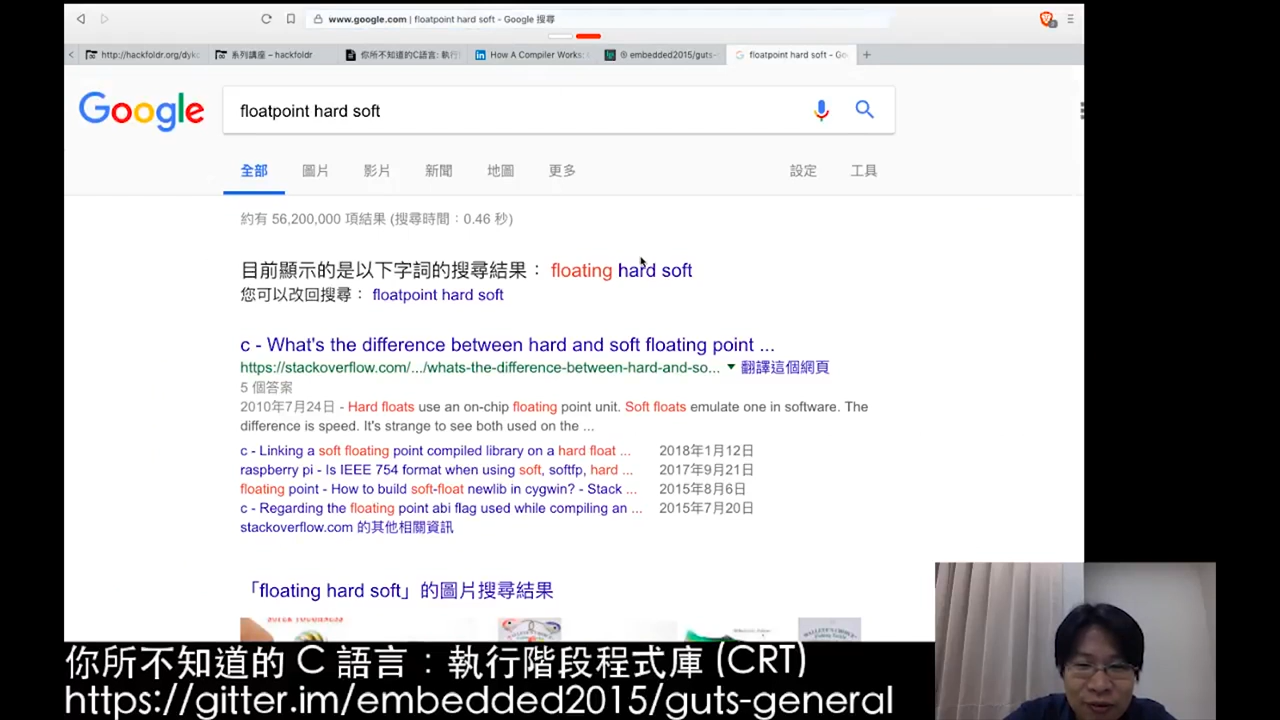 www.google.com | floatpoint hard soft - Google 搜尋
http://hackfoldr.org/dykc
系列講座 – hackfoldr
你所不知道的C語言: 執行
How A Compiler Works:
embedded2015/guts-
floatpoint hard soft - Go
Google
floatpoint hard soft
全部 圖片 影片 新聞 地圖 更多 設定 工具
約有 56,200,000 項結果 (搜尋時間：0.46 秒)
目前顯示的是以下字詞的搜尋結果： floating hard soft
您可以改回搜尋： floatpoint hard soft
c - What's the difference between hard and soft floating point ...
https://stackoverflow.com/.../whats-the-difference-between-hard-and-so... 翻譯這個網頁
5 個答案
2010年7月24日 - Hard floats use an on-chip floating point unit. Soft floats emulate one in software. The
difference is speed. It's strange to see both used on the ...
c - Linking a soft floating point compiled library on a hard float ... 2018年1月12日
raspberry pi - Is IEEE 754 format when using soft, softfp, hard ... 2017年9月21日
floating point - How to build soft-float newlib in cygwin? - Stack ... 2015年8月6日
c - Regarding the floating point abi flag used while compiling an ... 2015年7月20日
stackoverflow.com 的其他相關資訊
「floating hard soft」的圖片搜尋結果
你所不知道的 C 語言：執行階段程式庫 (CRT)
https://gitter.im/embedded2015/guts-general